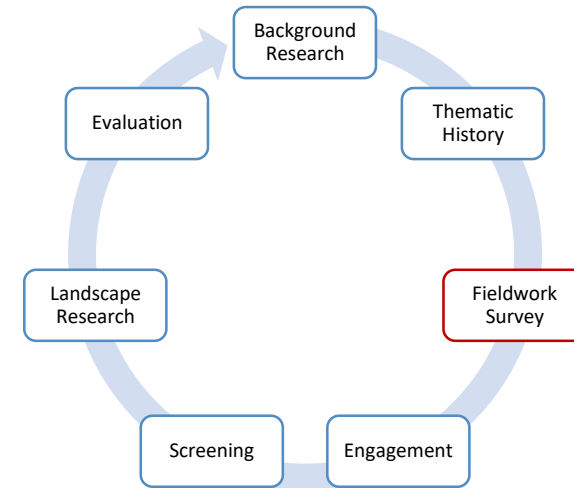 Background
Research
Thematic
History
Fieldwork
Survey
Engagement
Screening
Landscape
Research
Evaluation